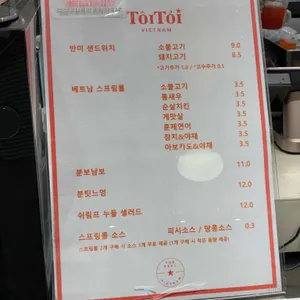 TôiTôi
VIETNAM
반미 샌드위치 소불고기 9.0
돼지고기 8.5
베트남 스프링롤 소불고기 3.5
홍새우 3.5
순살치킨 3.5
게맛살 3.5
훈제연어 3.5
참치&야채 3.5
아보카도&야채 3.5
분보남보 11.0
분팃느엉 12.0
쉬림프 누들 샐러드 12.0
스프링롤 소스 피시소스 / 땅콩소스 0.3